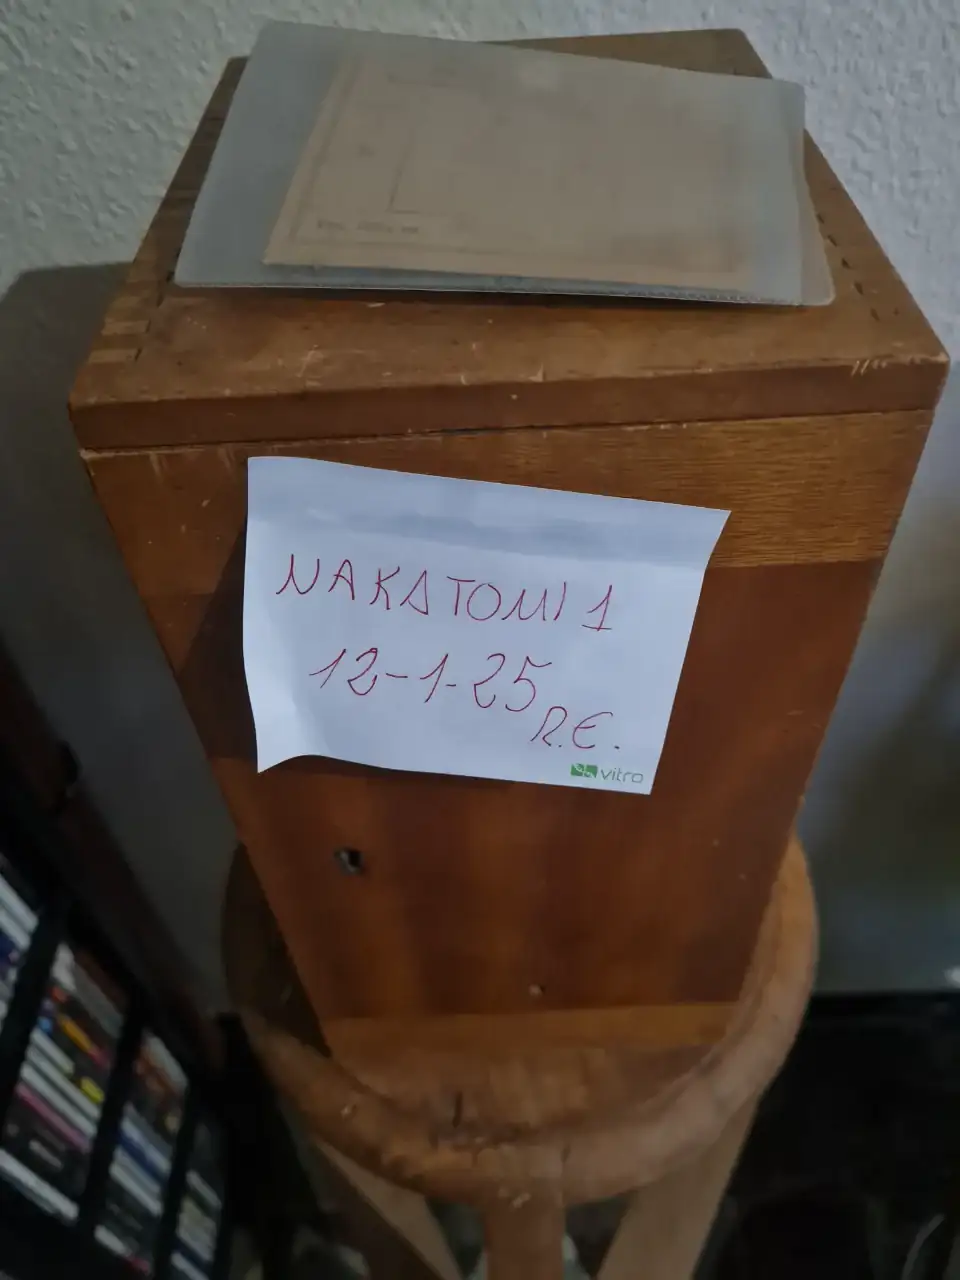 NAKATOMI 1
12-1-25
R.E.
vitro